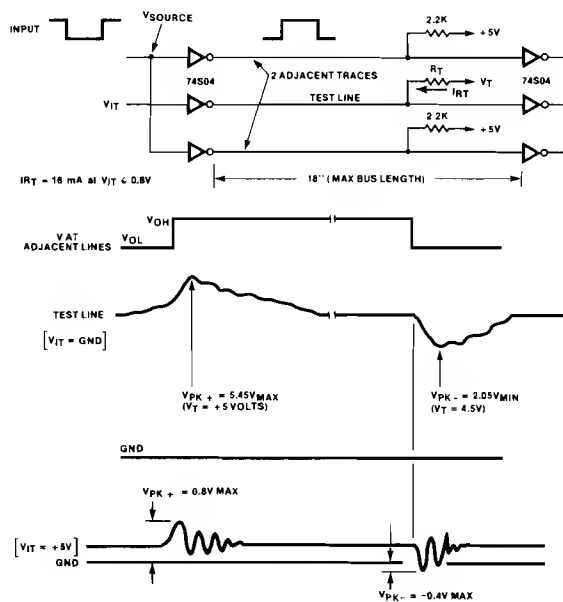 INPUT
VSOURCE
2.2K
+5V
74S04
2 ADJACENT TRACES
RT
VT
74S04
VIT
TEST LINE
IRT
2.2K
+5V
IRT = 16 mA at VIT ≤ 0.8V
18" (MAX BUS LENGTH)
VOH
V AT
ADJACENT LINES
VOL
TEST LINE
[VIT = GND]
VPK+ = 5.45VMAX
(VT = +5 VOLTS)
VPK- = 2.05VMIN
(VT = 4.5V)
GND
VPK+ = 0.8V MAX
[VIT = +5V]
GND
VPK- = -0.4V MAX